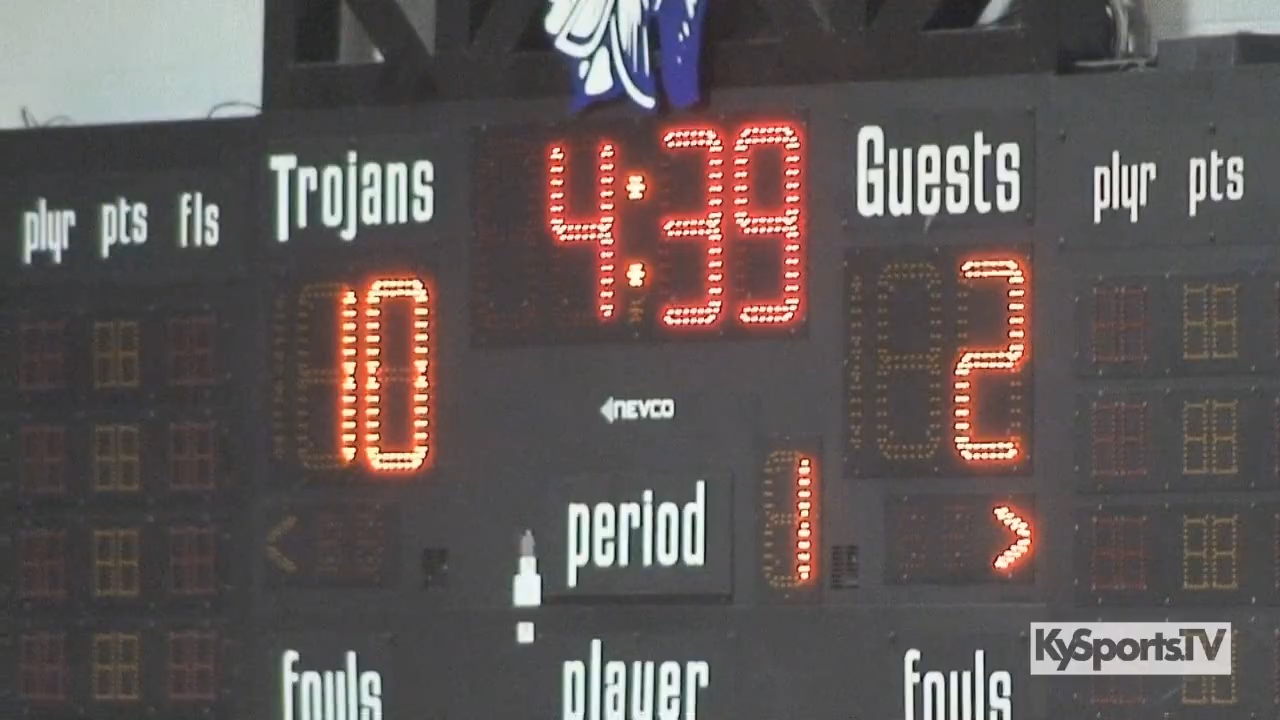 Trojans 4:39 Guests
plyr pts fls plyr pts
10 2
NEVCO
period 1 >
fouls player fouls
KySports.TV